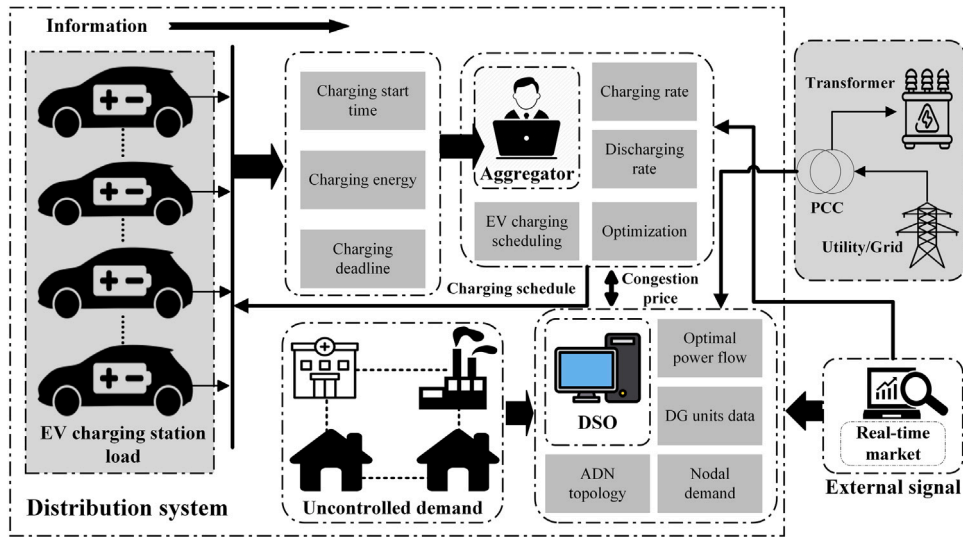 Information
Charging start
time
Charging energy
Charging
deadline
Aggregator
Charging rate
Discharging
rate
EV charging
scheduling
Optimization
Transformer
PCC
Utility/Grid
Charging schedule
Congestion
price
EV charging station
load
Distribution system
Uncontrolled demand
DSO
Optimal
power flow
DG units data
ADN
topology
Nodal
demand
Real-time
market
External signal